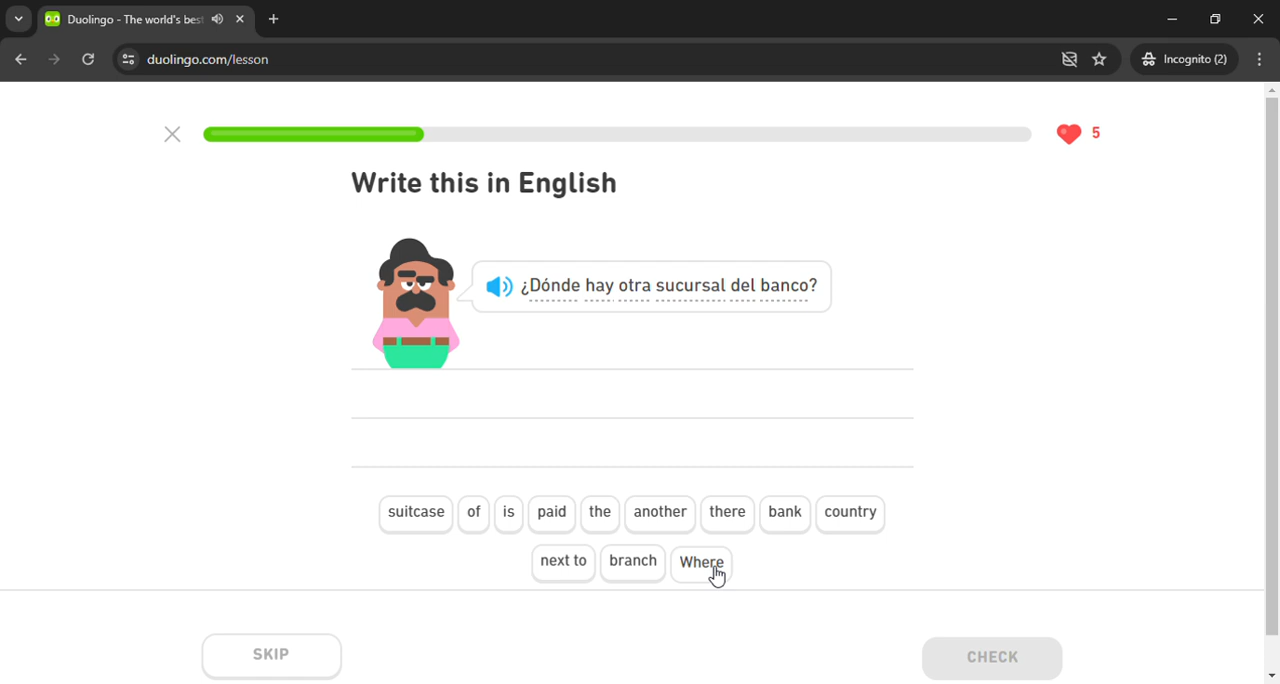 Duolingo - The world's bes
duolingo.com/lesson
Incognito (2)
5
Write this in English
¿Dónde hay otra sucursal del banco?
suitcase of is paid the another there bank country
next to branch Where
SKIP CHECK